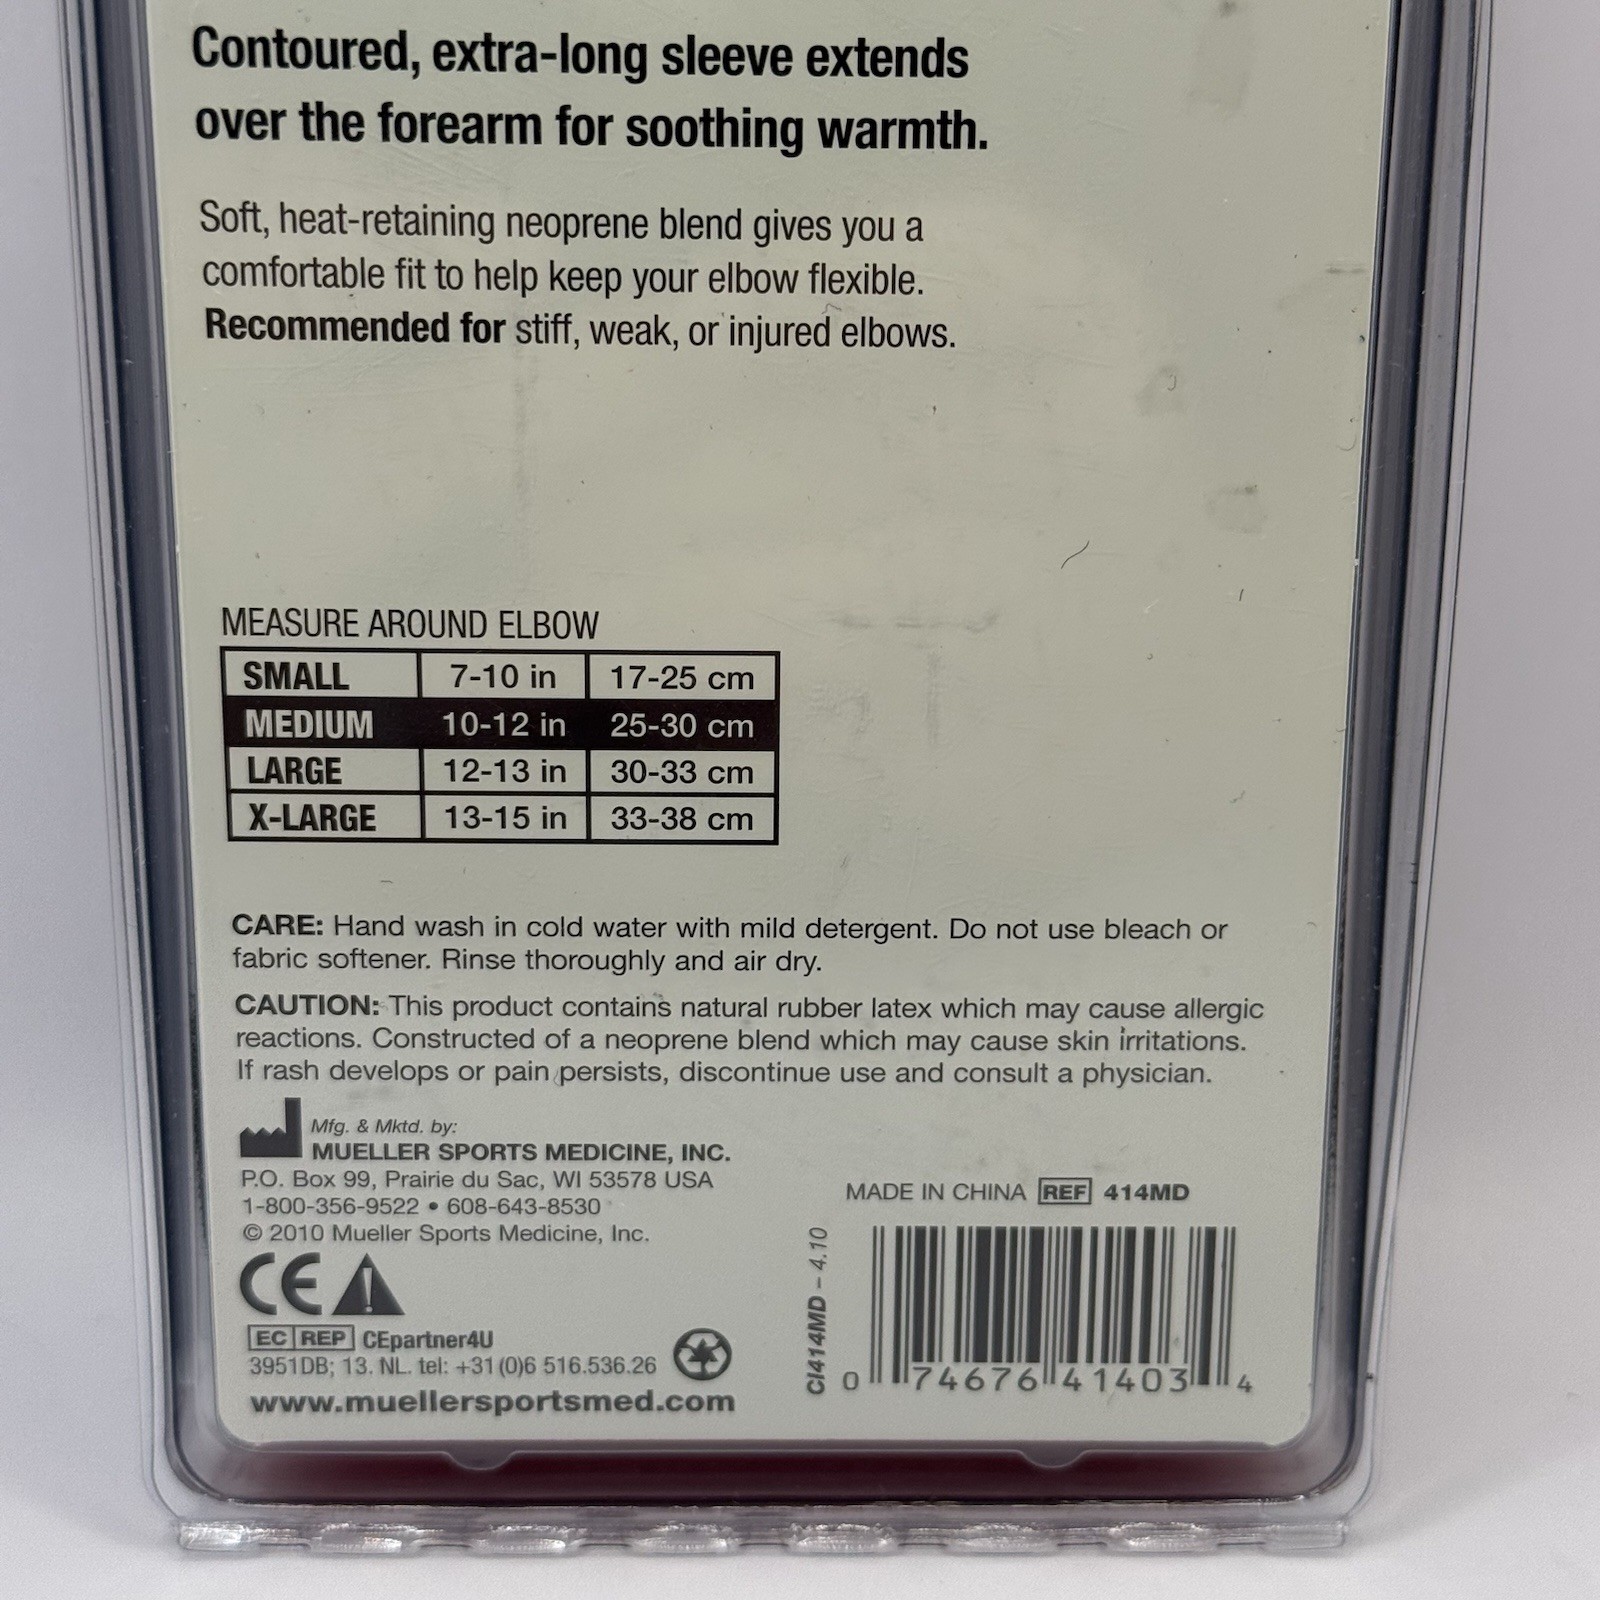 Contoured, extra-long sleeve extends
over the forearm for soothing warmth.
Soft, heat-retaining neoprene blend gives you a
comfortable fit to help keep your elbow flexible.
Recommended for stiff, weak, or injured elbows.
MEASURE AROUND ELBOW
SMALL 7-10 in 17-25 cm
MEDIUM 10-12 in 25-30 cm
LARGE 12-13 in 30-33 cm
X-LARGE 13-15 in 33-38 cm
CARE: Hand wash in cold water with mild detergent. Do not use bleach or
fabric softener. Rinse thoroughly and air dry.
CAUTION: This product contains natural rubber latex which may cause allergic
reactions. Constructed of a neoprene blend which may cause skin irritations.
If rash develops or pain persists, discontinue use and consult a physician.
Mfg. & Mktd. by:
MUELLER SPORTS MEDICINE, INC.
P.O. Box 99, Prairie du Sac, WI 53578 USA
1-800-356-9522 • 608-643-8530
© 2010 Mueller Sports Medicine, Inc.
CE
EC REP CEpartner4U
3951DB; 13. NL. tel: +31(0)6 516.536.26
www.muellersportsmed.com
MADE IN CHINA REF 414MD
CI414MD – 4.10
0 74676 41403 4